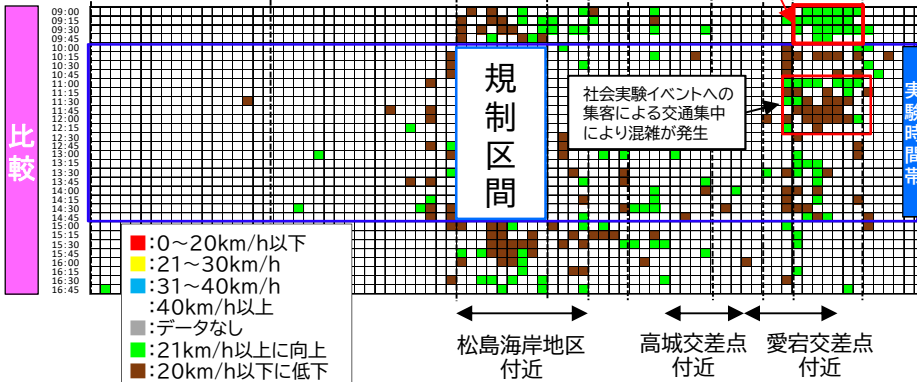 比較
09:00
09:15
09:30
09:45
10:00
10:15
10:30
10:45
11:00
11:15
11:30
11:45
12:00
12:15
12:30
12:45
13:00
13:15
13:30
13:45
14:00
14:15
14:30
14:45
15:00
15:15
15:30
15:45
16:00
16:15
16:30
16:45
規制区間
社会実験イベントへの
集客による交通集中
により混雑が発生
実験時間帯
:0～20km/h以下
:21～30km/h
:31～40km/h
:40km/h以上
:データなし
:21km/h以上に向上
:20km/h以下に低下
松島海岸地区
付近
高城交差点
付近
愛宕交差点
付近